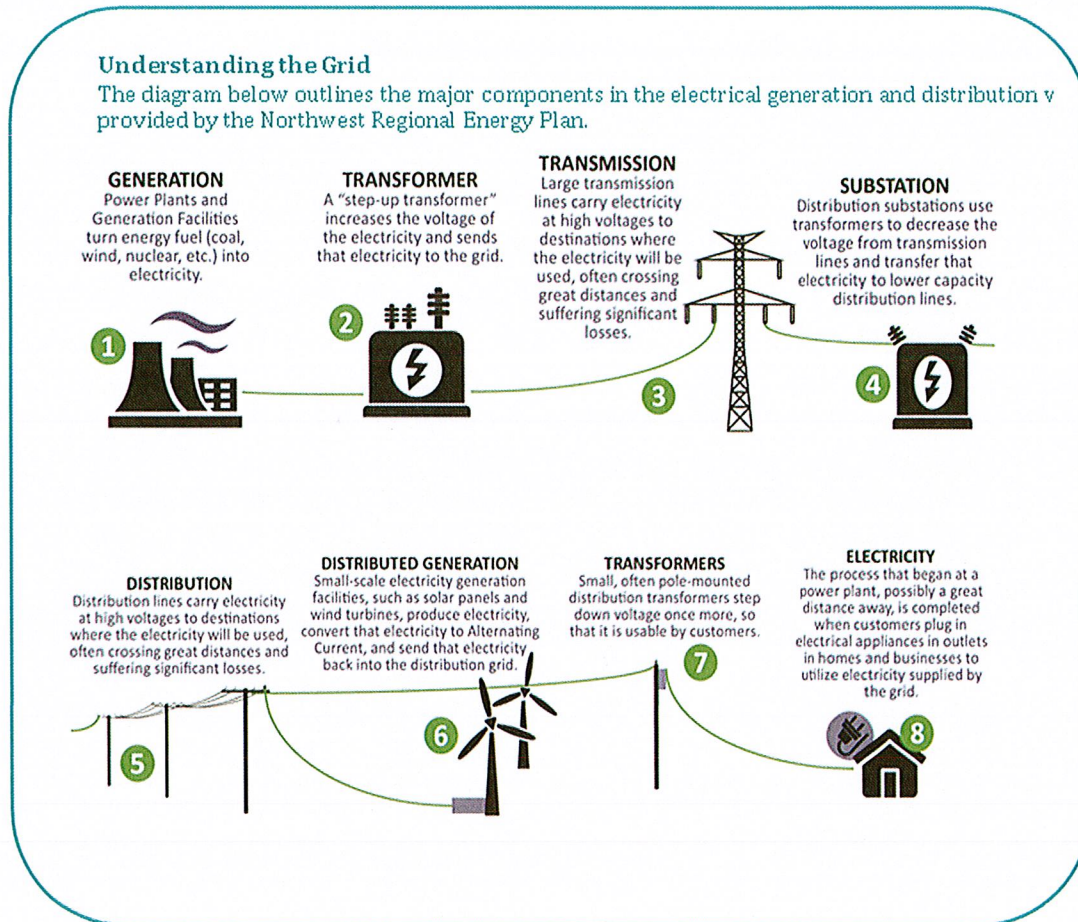 Understanding the Grid
The diagram below outlines the major components in the electrical generation and distribution
provided by the Northwest Regional Energy Plan.
GENERATION
Power Plants and
Generation Facilities
turn energy fuel (coal,
wind, nuclear, etc.) into
electricity.
1
TRANSFORMER
A “step-up transformer”
increases the voltage of
the electricity and sends
that electricity to the grid.
2
TRANSMISSION
Large transmission
lines carry electricity
at high voltages to
destinations where
the electricity will be
used, often crossing
great distances and
suffering significant
losses.
3
SUBSTATION
Distribution substations use
transformers to decrease the
voltage from transmission
lines and transfer that
electricity to lower capacity
distribution lines.
4
DISTRIBUTION
Distribution lines carry electricity
at high voltages to destinations
where the electricity will be used,
often crossing great distances and
suffering significant losses.
5
DISTRIBUTED GENERATION
Small-scale electricity generation
facilities, such as solar panels and
wind turbines, produce electricity,
convert that electricity to Alternating
Current, and send that electricity
back into the distribution grid.
6
TRANSFORMERS
Small, often pole-mounted
distribution transformers step
down voltage once more, so
that it is usable by customers.
7
ELECTRICITY
The process that began at a
power plant, possibly a great
distance away, is completed
when customers plug in
electrical appliances in outlets
in homes and businesses to
utilize electricity supplied by
the grid.
8